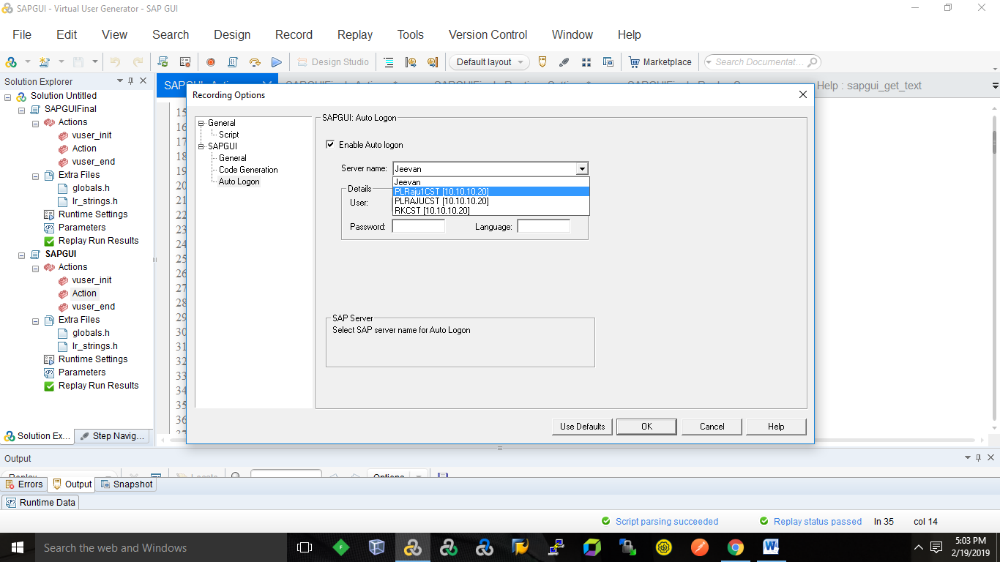 SAPGUI - Virtual User Generator - SAP GUI
File Edit View Search Design Record Replay Tools Version Control Window Help
Design Studio Default layout Marketplace Search Documentat...
Solution Explorer
SAPGUI
Help : sapgui_get_text
Solution Untitled
SAPGUIFinal
Actions
vuser_init
Action
vuser_end
Extra Files
globals.h
lr_strings.h
Runtime Settings
Parameters
Replay Run Results
SAPGUI
Actions
vuser_init
Action
vuser_end
Extra Files
globals.h
lr_strings.h
Runtime Settings
Parameters
Replay Run Results
Solution Ex... Step Navig...
15
16
17
18
19
20
21
22
23
24
25
26
27
28
29
30
31
32
33
34
35
36
Recording Options
General
Script
SAPGUI
General
Code Generation
Auto Logon
SAPGUI: Auto Logon
Enable Auto logon
Server name: Jeevan
Jeevan
PLRaju1CST [10.10.10.20]
PLRAJUCST [10.10.10.20]
RKCST [10.10.10.20]
Details
User:
Password: Language:
SAP Server
Select SAP server name for Auto Logon
Use Defaults OK Cancel Help
Output
Replay Locate Options
Errors Output Snapshot
Runtime Data
Script parsing succeeded Replay status passed ln 35 col 14
Search the web and Windows
5:03 PM
2/19/2019